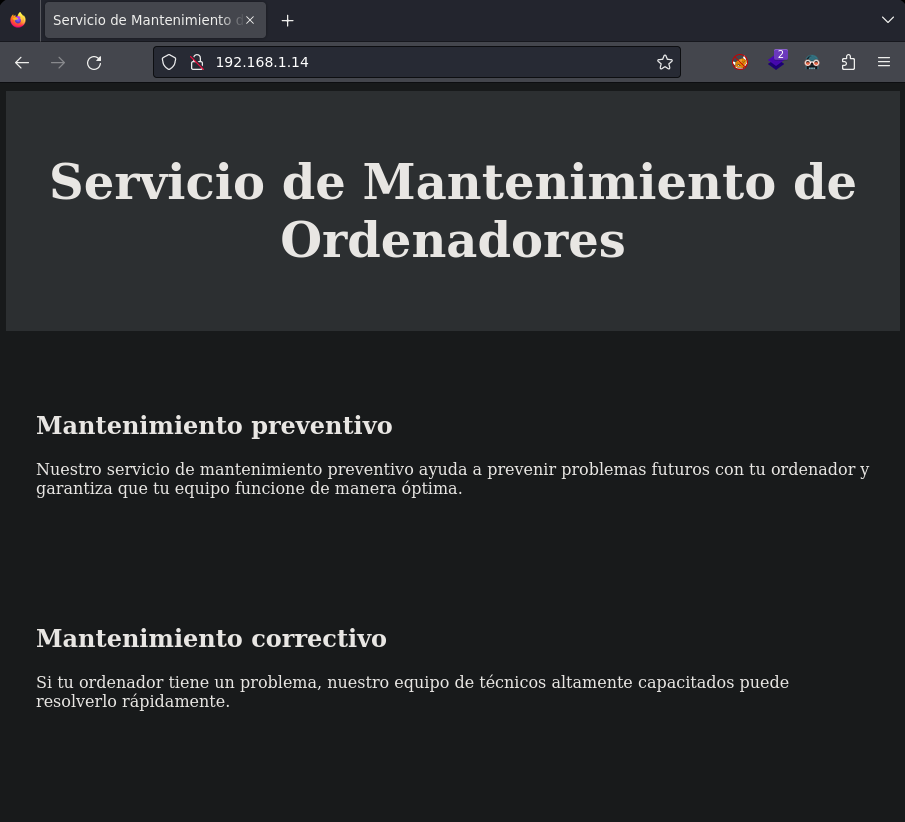 Servicio de Mantenimiento d
192.168.1.14
2
Servicio de Mantenimiento de
Ordenadores
Mantenimiento preventivo
Nuestro servicio de mantenimiento preventivo ayuda a prevenir problemas futuros con tu ordenador y
garantiza que tu equipo funcione de manera óptima.
Mantenimiento correctivo
Si tu ordenador tiene un problema, nuestro equipo de técnicos altamente capacitados puede
resolverlo rápidamente.